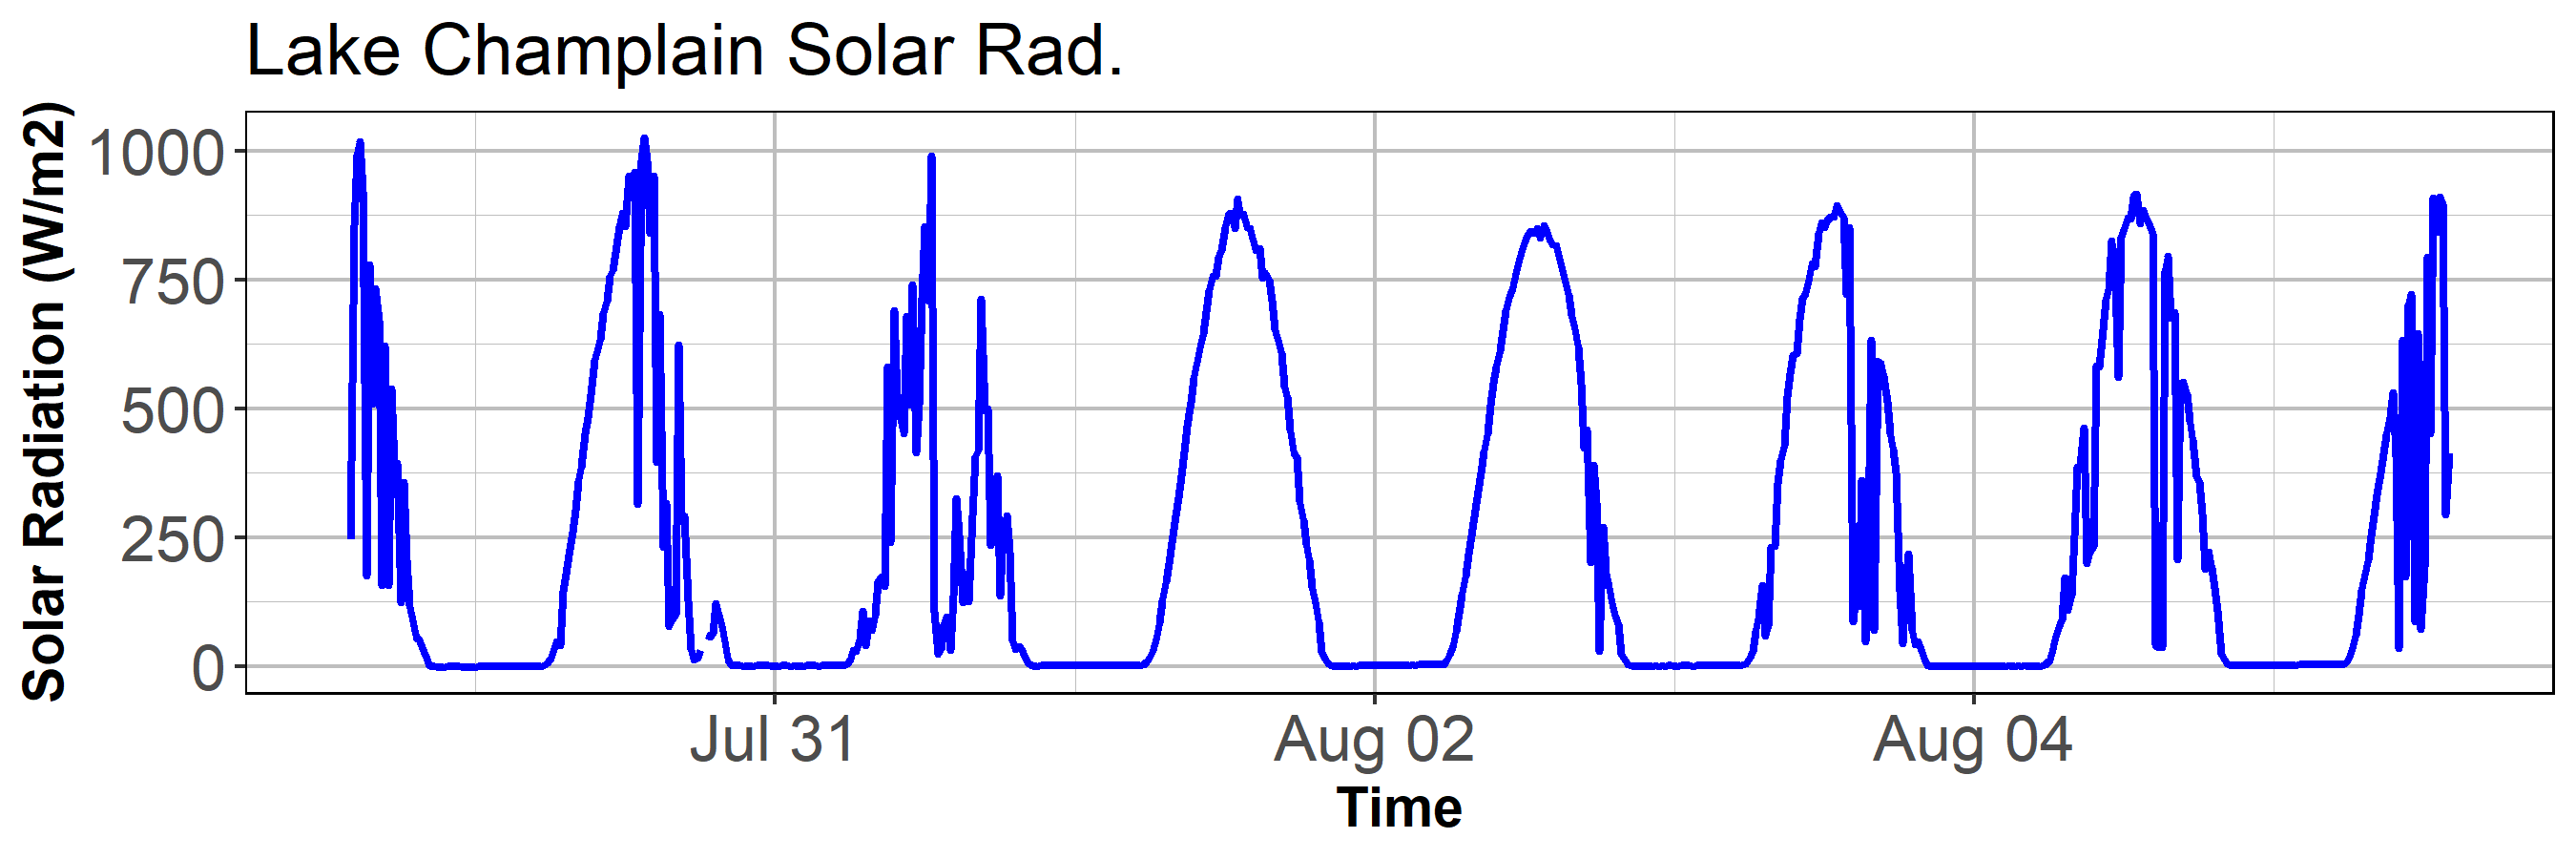 Lake Champlain Solar Rad.
Solar Radiation (W/m2)
1000
750
500
250
0
Jul 31
Aug 02
Aug 04
Time